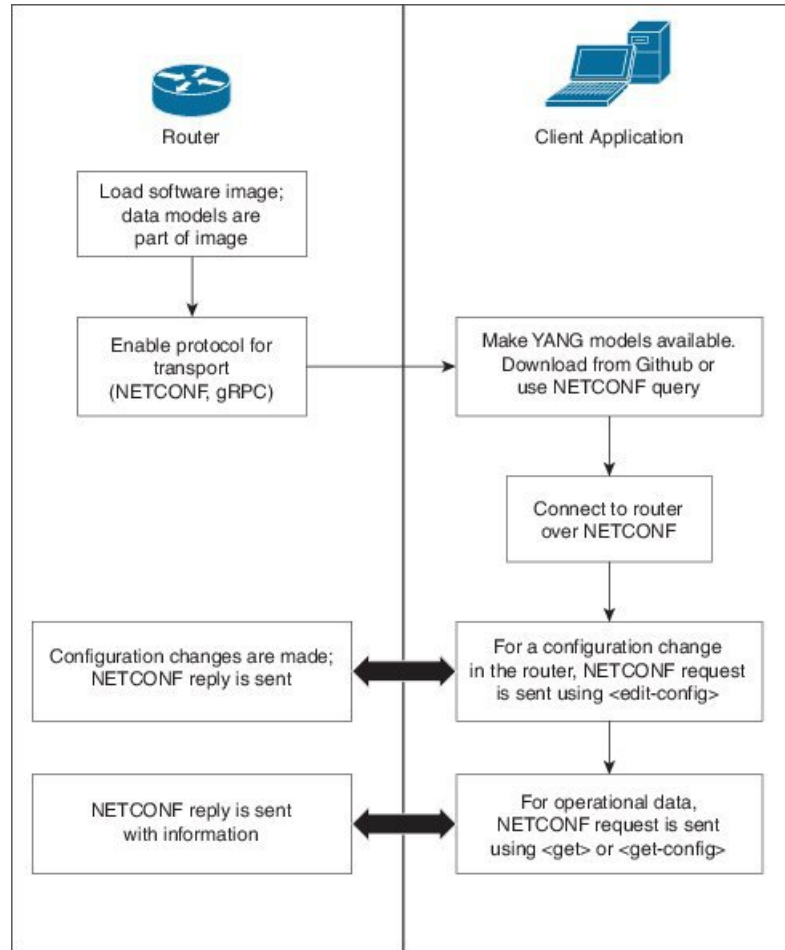 Router
Client Application
Load software image;
data models are
part of image
Enable protocol for
transport
(NETCONF, gRPC)
Make YANG models available.
Download from Github or
use NETCONF query
Connect to router
over NETCONF
Configuration changes are made;
NETCONF reply is sent
For a configuration change
in the router, NETCONF request
is sent using <edit-config>
NETCONF reply is sent
with information
For operational data,
NETCONF request is sent
using <get> or <get-config>